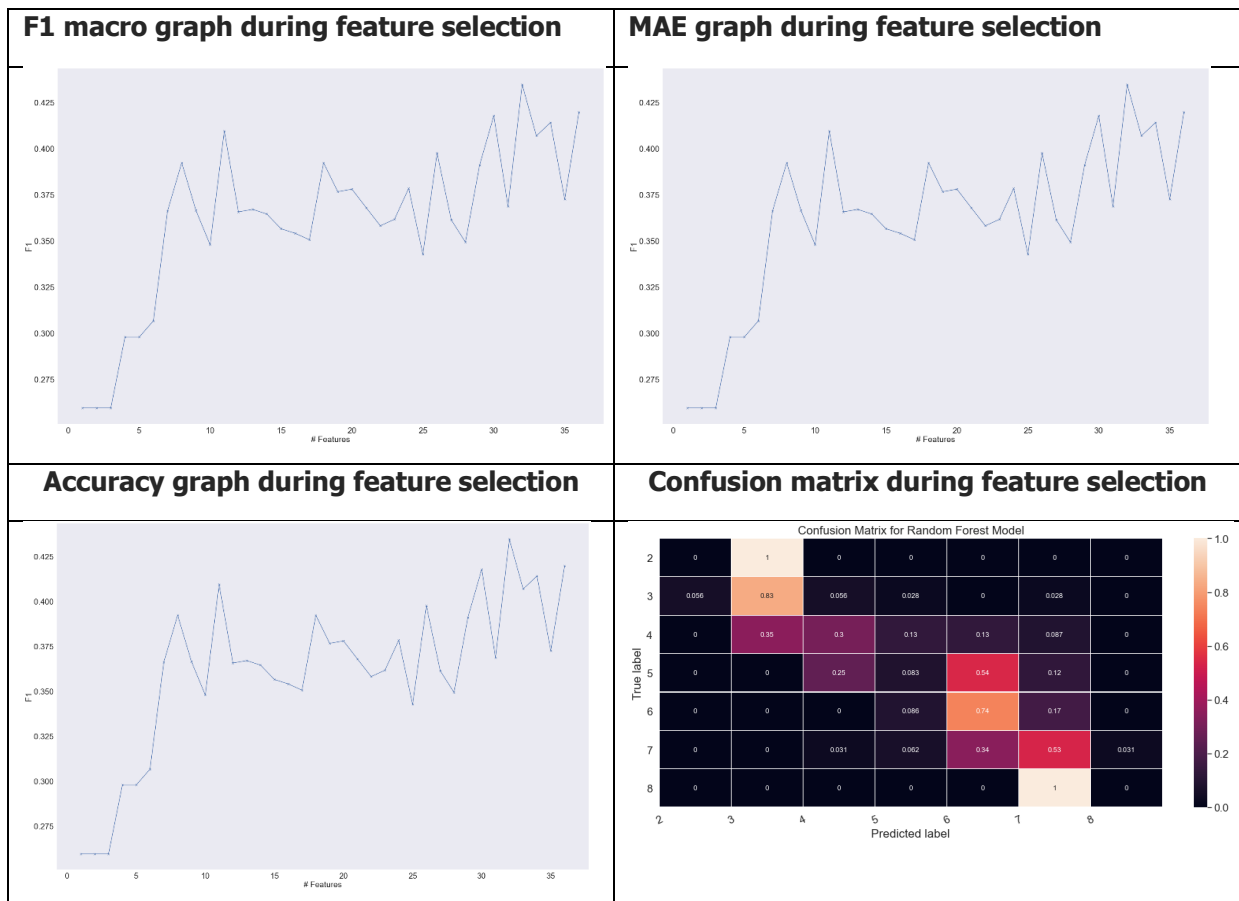 F1 macro graph during feature selection
MAE graph during feature selection
0.425
0.400
0.375
0.350
F1
0.325
0.300
0.275
0 5 10 15 20 25 30 35
# Features
0.425
0.400
0.375
0.350
F1
0.325
0.300
0.275
0 5 10 15 20 25 30 35
# Features
Accuracy graph during feature selection
Confusion matrix during feature selection
0.425
0.400
0.375
0.350
F1
0.325
0.300
0.275
0 5 10 15 20 25 30 35
# Features
Confusion Matrix for Random Forest Model
2 0 1 0 0 0 0 0
3 0.056 0.83 0.056 0.028 0 0.028 0
4 0 0.35 0.3 0.13 0.13 0.087 0
5 0 0 0.25 0.083 0.54 0.12 0
6 0 0 0 0.086 0.74 0.17 0
7 0 0 0.031 0.062 0.34 0.53 0.031
8 0 0 0 0 0 1 0
True label
2 3 4 5 6 7 8
Predicted label
1.0
0.8
0.6
0.4
0.2
0.0